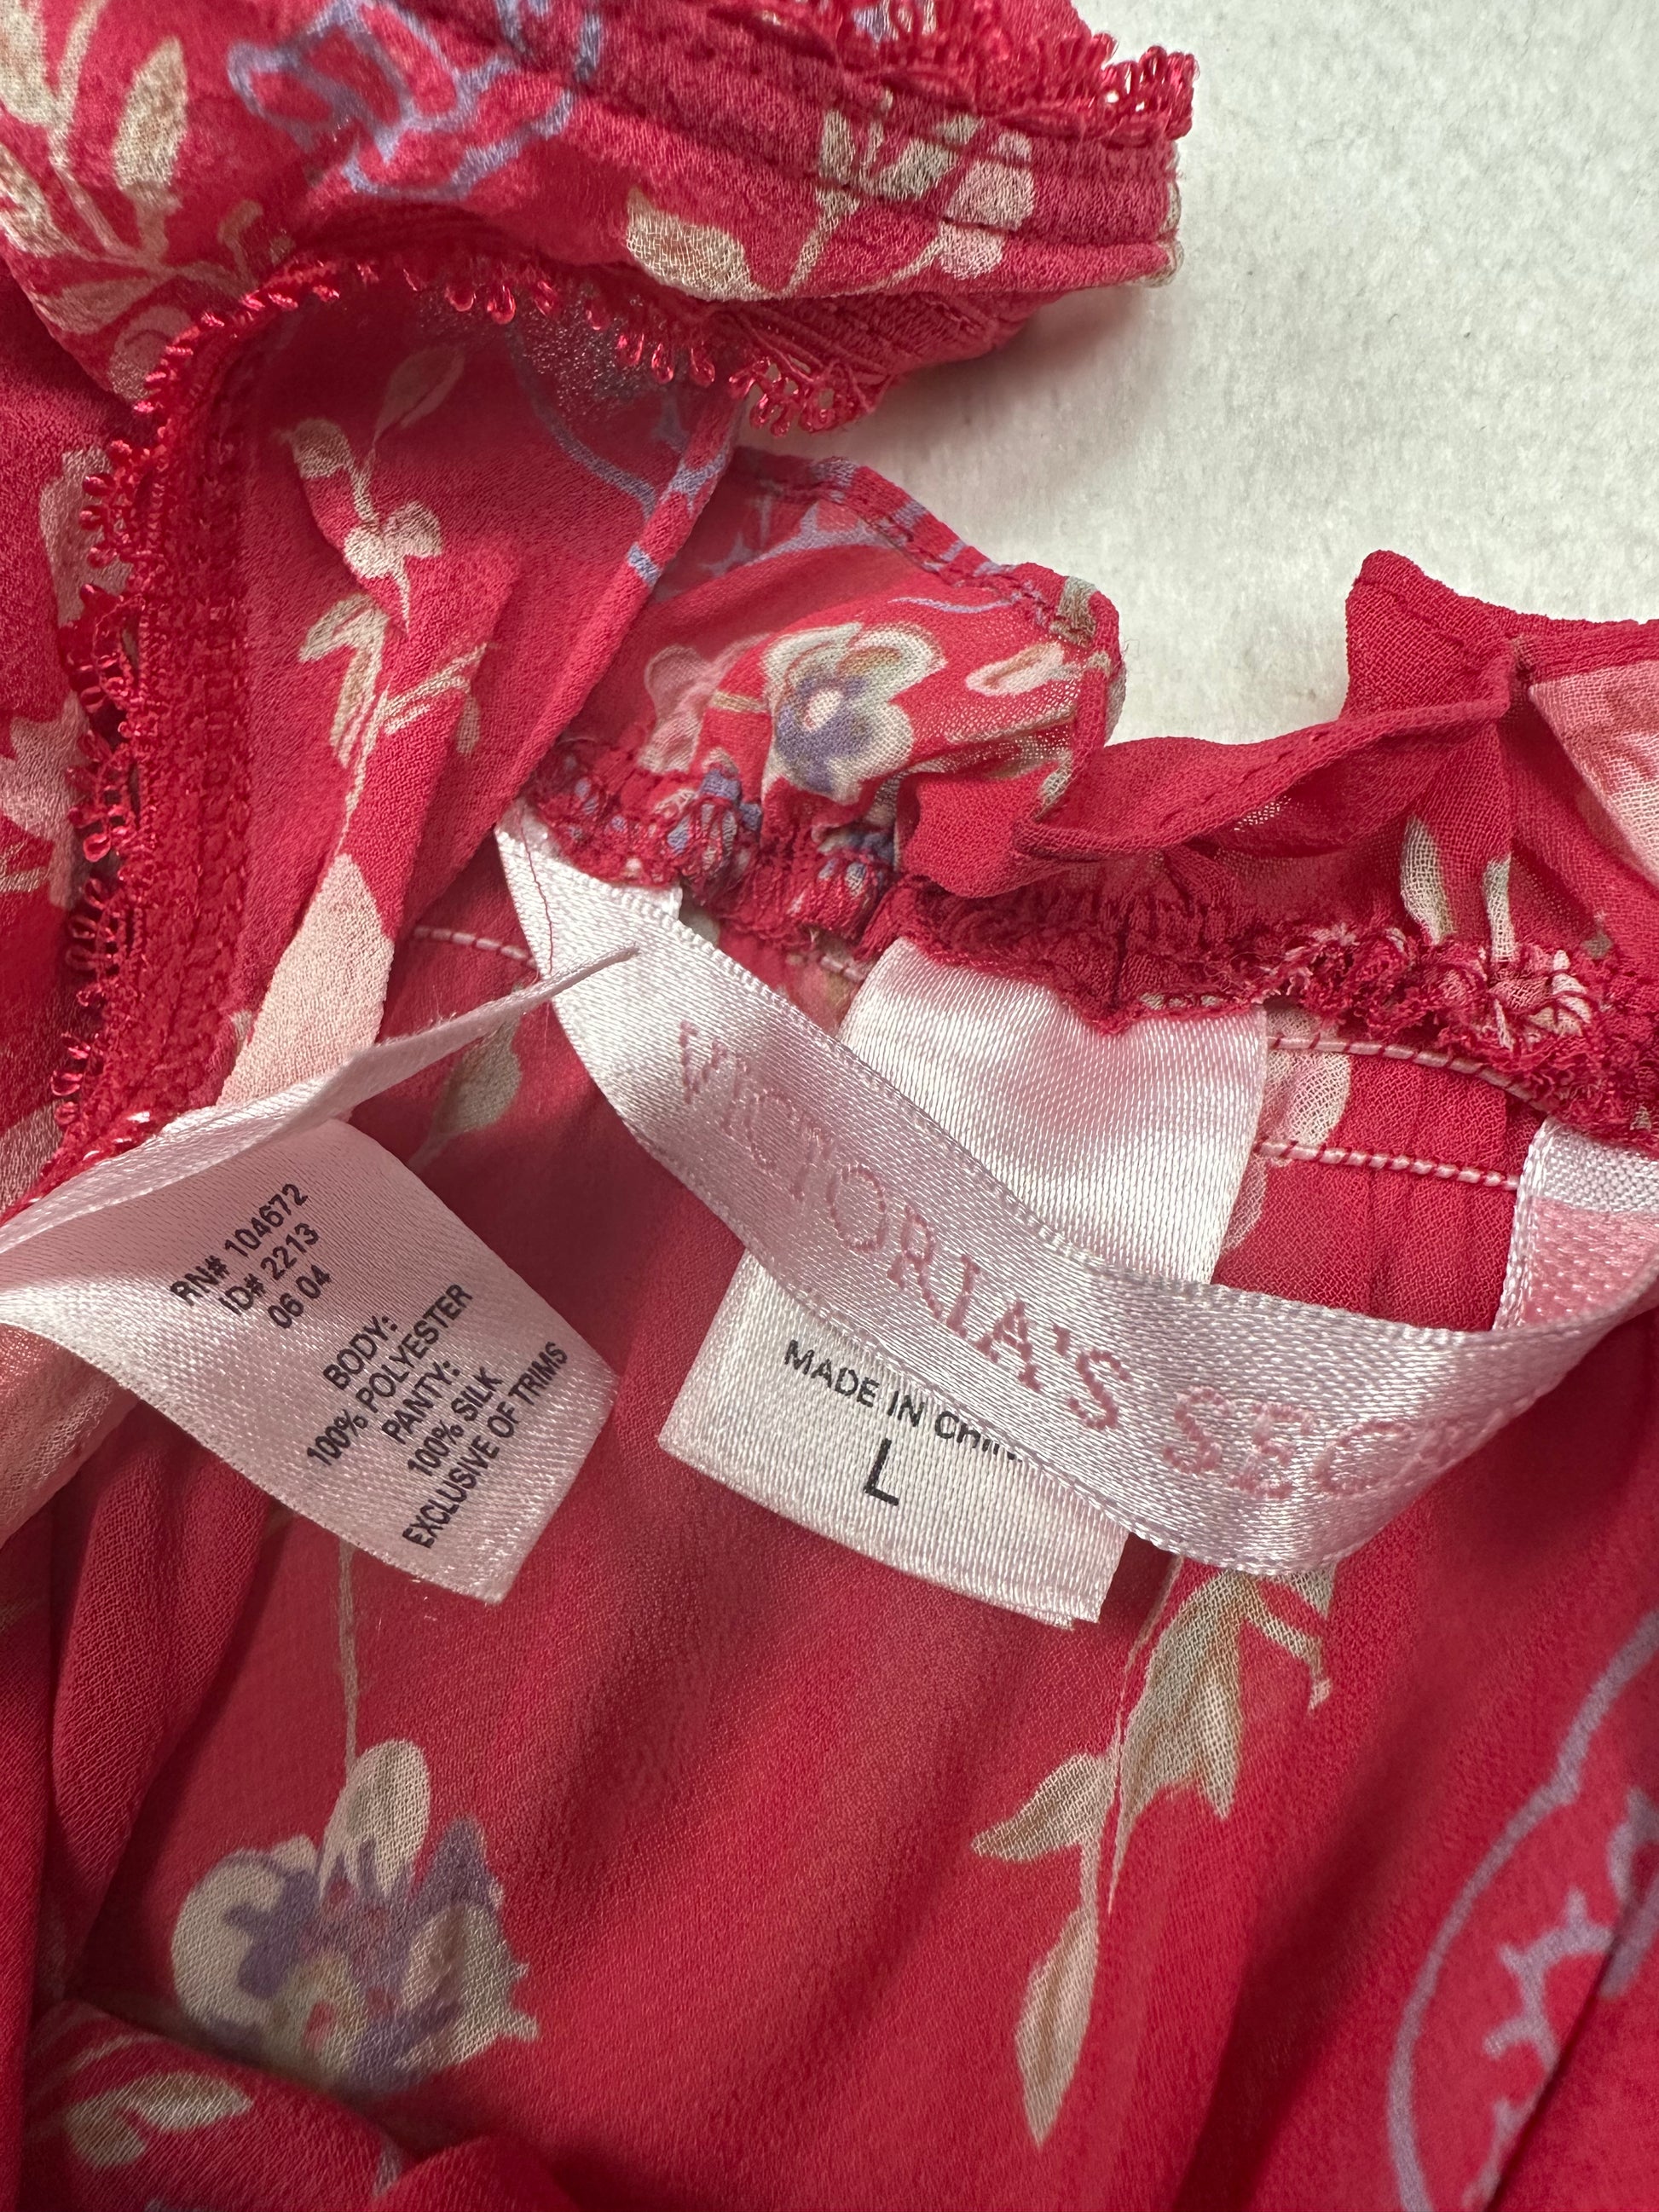 RN# 104672
ID# 2213
06 04
BODY:
100% POLYESTER
PANTY:
100% SILK
EXCLUSIVE OF TRIMS
VICTORIA'S
MADE IN
L